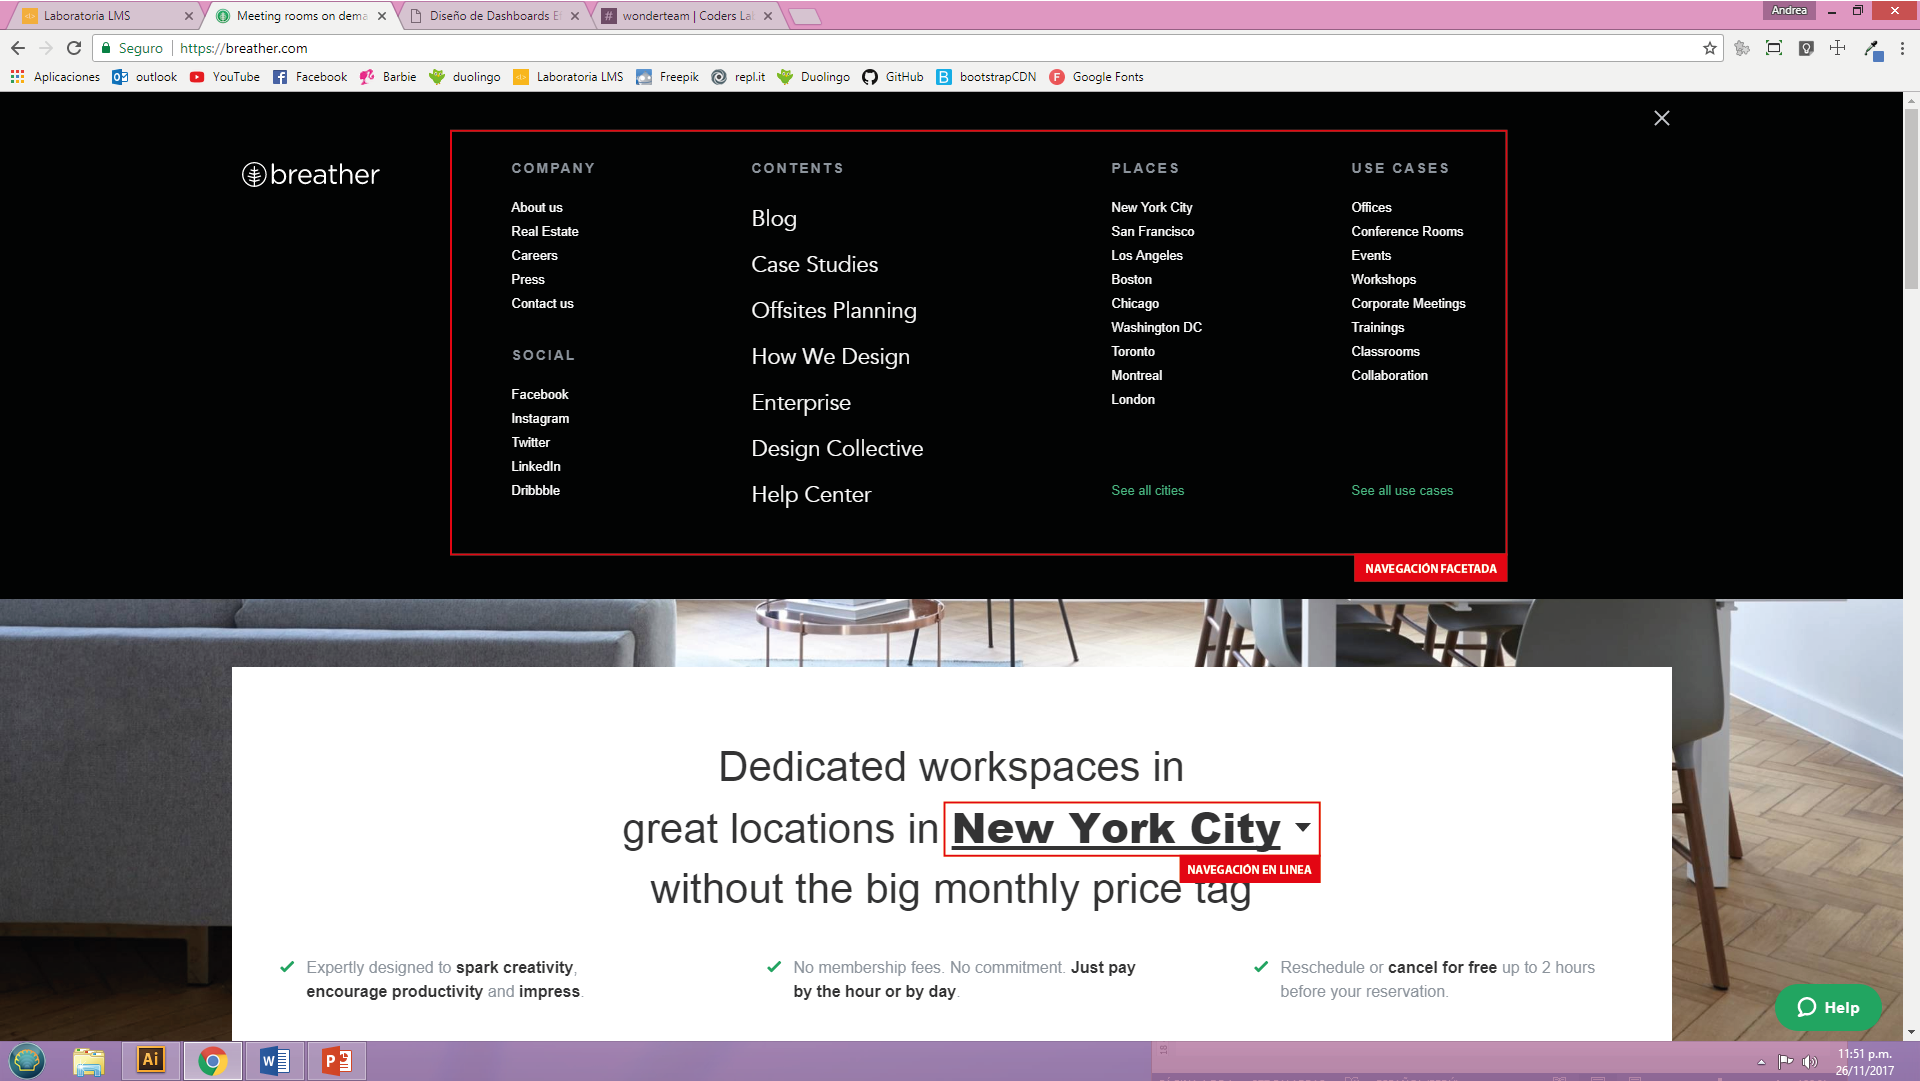 Laboratoria LMS
Meeting rooms on dema
Diseño de Dashboards E
wonderteam | Coders La
Andrea
Seguro
https://breather.com
Aplicaciones
outlook
YouTube
Facebook
Barbie
duolingo
Laboratoria LMS
Freepik
repl.it
Duolingo
GitHub
bootstrapCDN
Google Fonts
breather
COMPANY
About us
Real Estate
Careers
Press
Contact us
SOCIAL
Facebook
Instagram
Twitter
LinkedIn
Dribbble
CONTENTS
Blog
Case Studies
Offsites Planning
How We Design
Enterprise
Design Collective
Help Center
PLACES
New York City
San Francisco
Los Angeles
Boston
Chicago
Washington DC
Toronto
Montreal
London
See all cities
USE CASES
Offices
Conference Rooms
Events
Workshops
Corporate Meetings
Trainings
Classrooms
Collaboration
See all use cases
NAVEGACIÓN FACETADA
Dedicated workspaces in
great locations in New York City
NAVEGACIÓN EN LINEA
without the big monthly price tag
Expertly designed to spark creativity,
encourage productivity and impress.
No membership fees. No commitment. Just pay
by the hour or by day.
Reschedule or cancel for free up to 2 hours
before your reservation.
Help
Ai
11:51 p.m.
26/11/2017